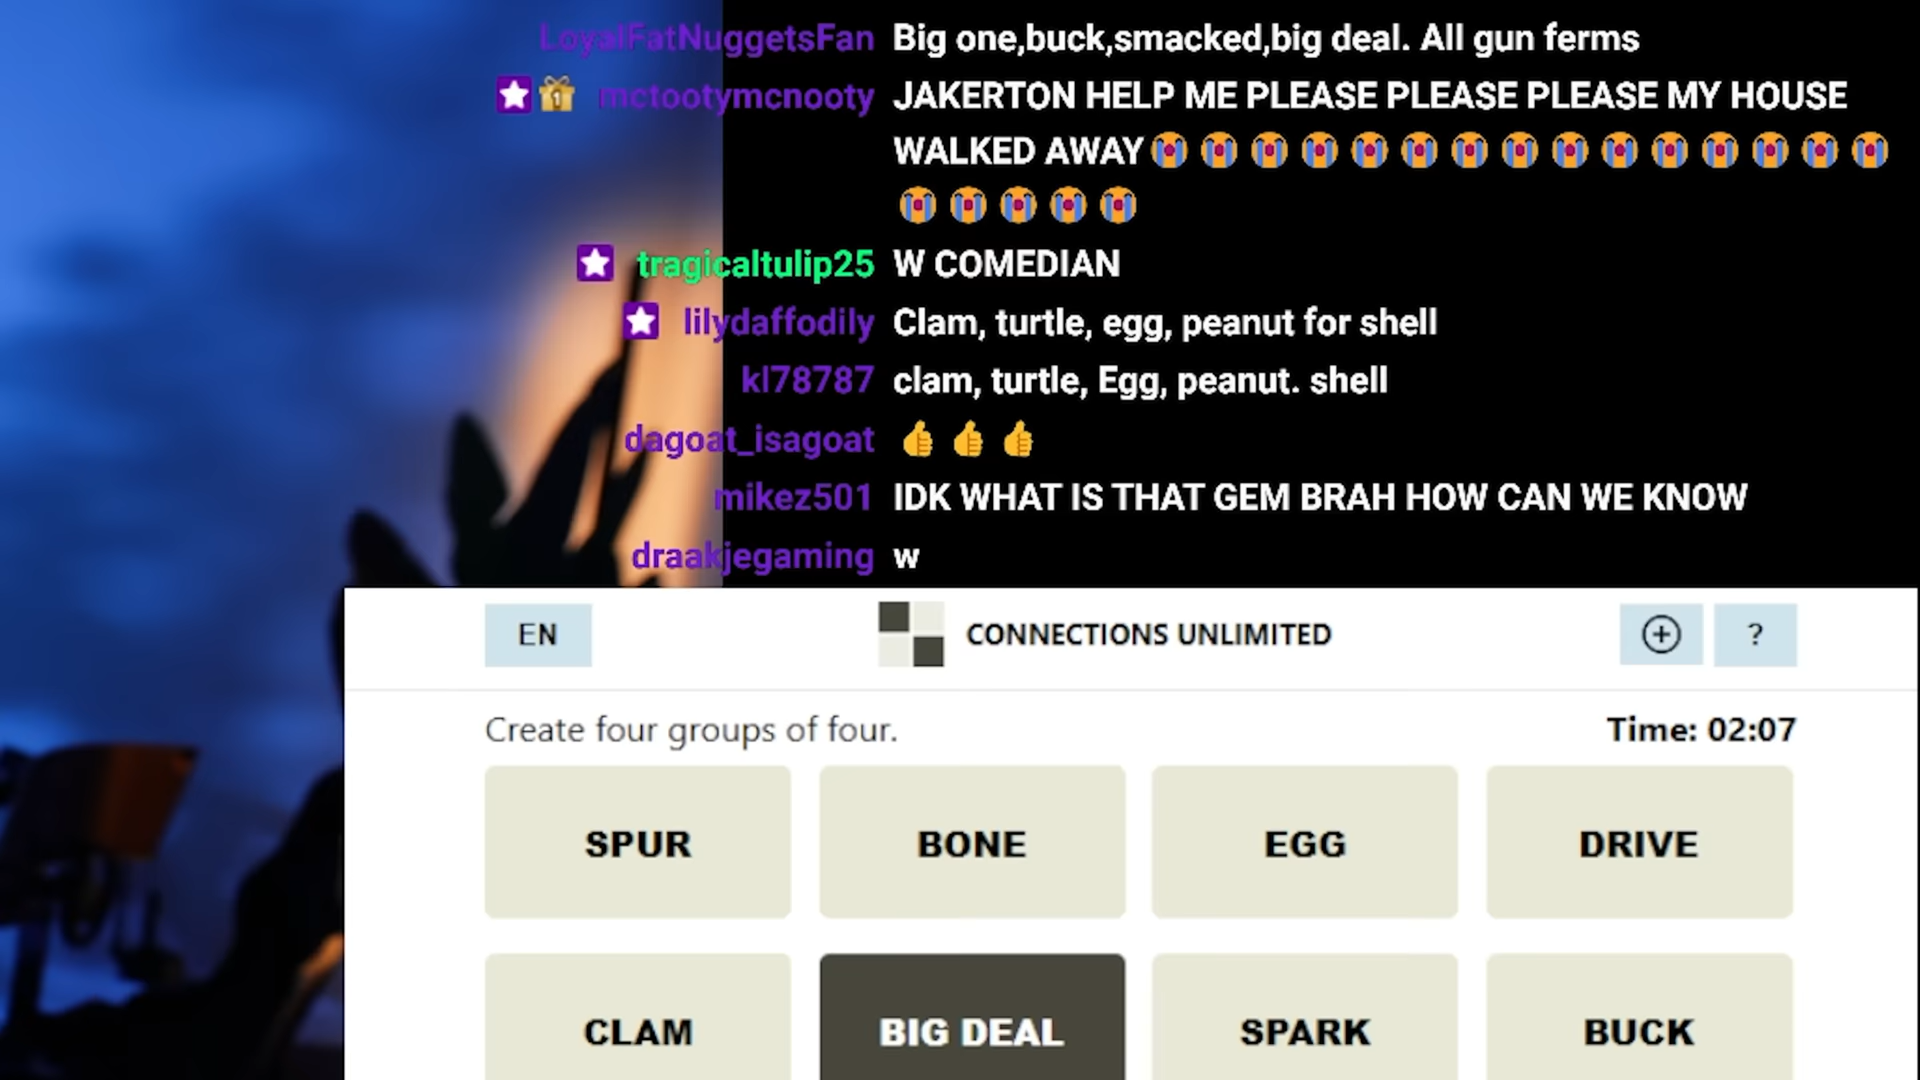 LoyalFatNuggetsFan Big one,buck,smacked,big deal. All gun ferms
mctootymcnooty JAKERTON HELP ME PLEASE PLEASE PLEASE MY HOUSE
WALKED AWAY😭😭😭😭😭😭😭😭😭😭😭😭😭😭😭
😭😭😭😭😭
tragicaltulip25 W COMEDIAN
lilydaffodily Clam, turtle, egg, peanut for shell
kl78787 clam, turtle, Egg, peanut. shell
dagoat_isagoat 👍👍👍
mikez501 IDK WHAT IS THAT GEM BRAH HOW CAN WE KNOW
draakjegaming w
EN CONNECTIONS UNLIMITED ?
Create four groups of four. Time: 02:07
SPUR BONE EGG DRIVE
CLAM BIG DEAL SPARK BUCK